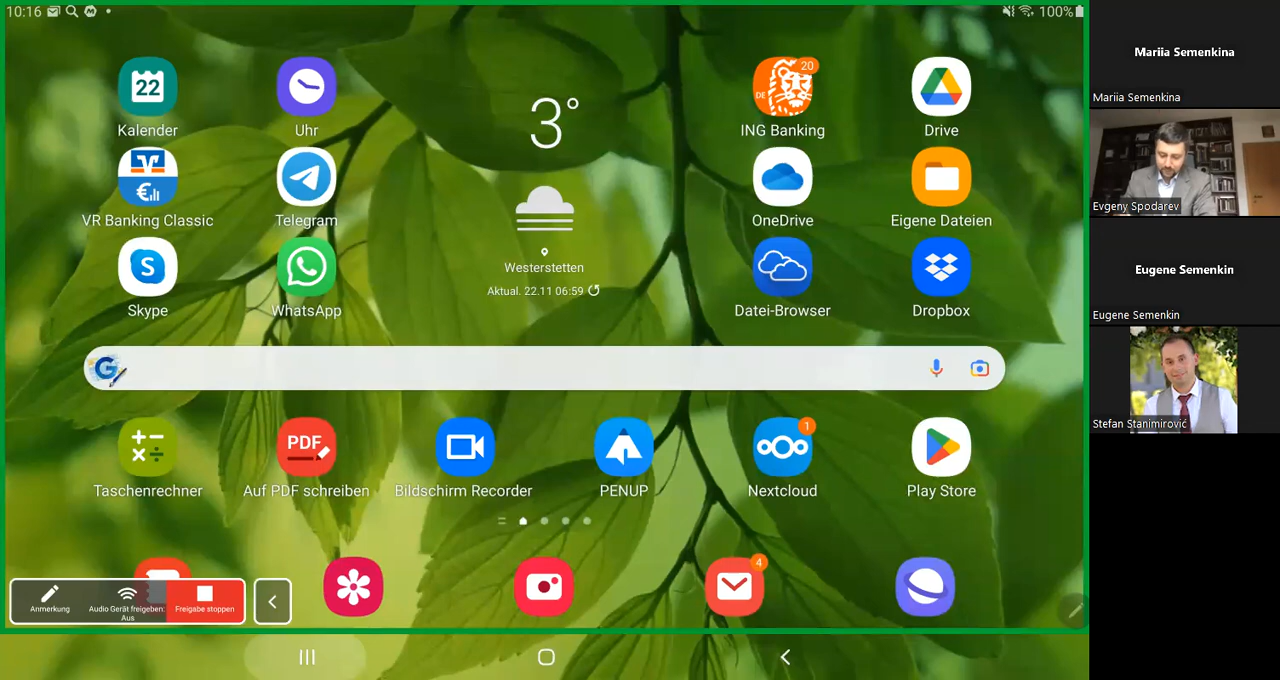 10:16
100%
22
Kalender
Uhr
3°
DE
20
ING Banking
Drive
VR Banking Classic
Telegram
OneDrive
Eigene Dateien
Westerstetten
Aktual. 22.11 06:59
Skype
WhatsApp
Datei-Browser
Dropbox
PDF
1
Taschenrechner
Auf PDF schreiben
Bildschirm Recorder
PENUP
Nextcloud
Play Store
4
Anmerkung
Audio Gerät freigeben:
Aus
Freigabe stoppen
Mariia Semenkina
Mariia Semenkina
Evgeny Spodarev
Eugene Semenkin
Eugene Semenkin
Stefan Stanimirović